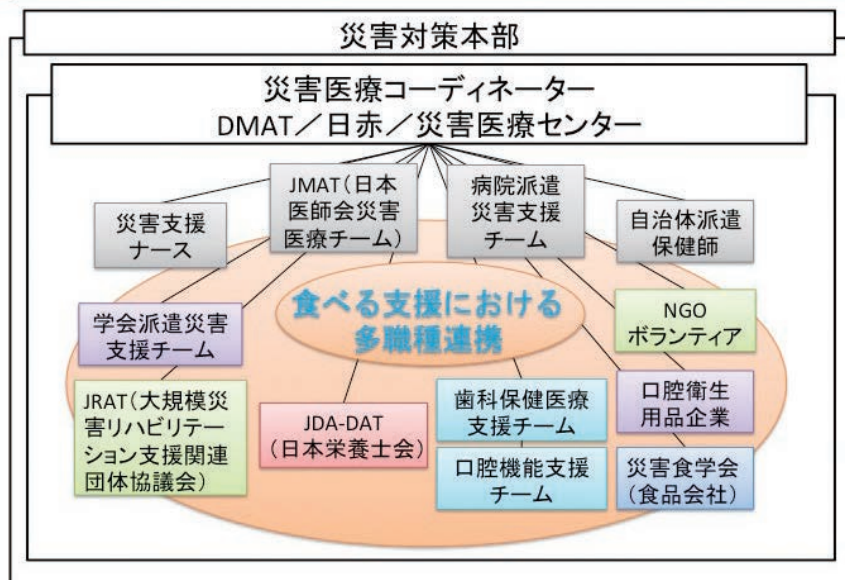 災害対策本部
災害医療コーディネーター
DMAT／日赤／災害医療センター
災害支援
ナース
JMAT（日本
医師会災害
医療チーム）
病院派遣
災害支援
チーム
自治体派遣
保健師
食べる支援における
多職種連携
学会派遣災害
支援チーム
NGO
ボランティア
JRAT（大規模災
害リハビリテー
ション支援関連
団体協議会）
JDA-DAT
（日本栄養士会）
歯科保健医療
支援チーム
口腔衛生
用品企業
口腔機能支援
チーム
災害食学会
（食品会社）